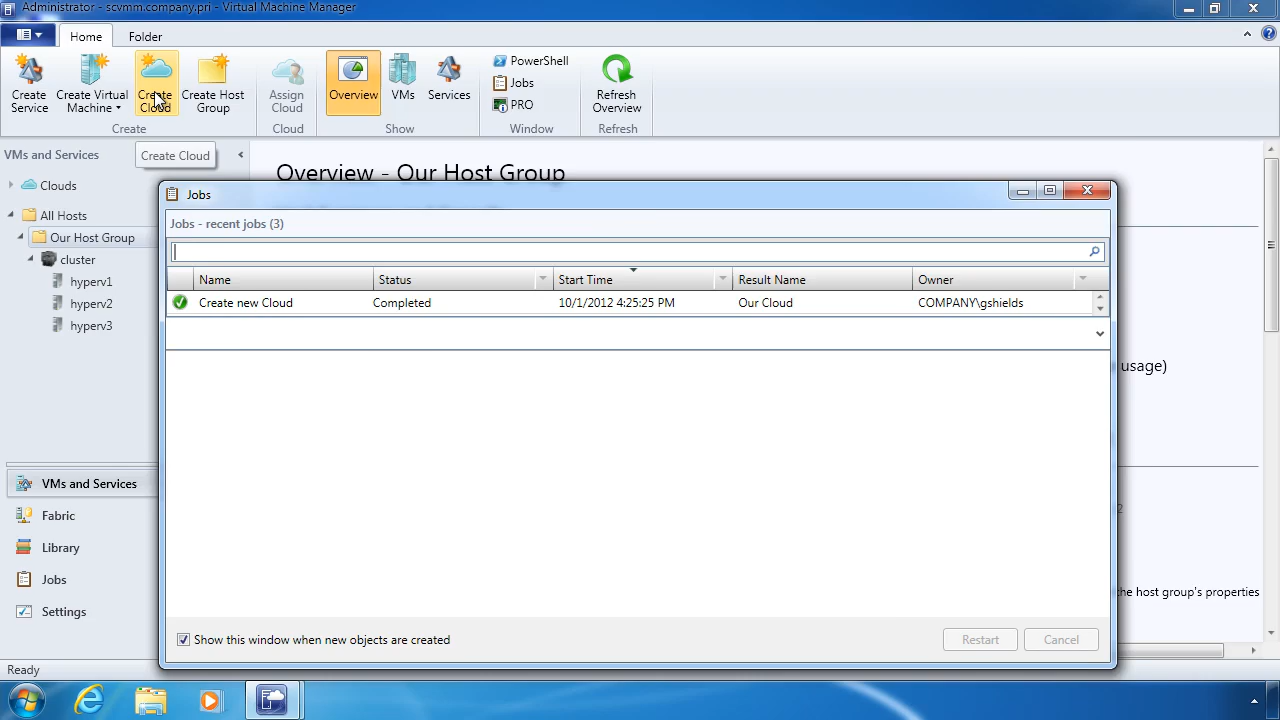 Administrator - scvmm.company.pri - Virtual Machine Manager
Home
Folder
Create Service
Create Virtual Machine
Create Cloud
Create Host Group
Assign Cloud
Overview
VMs
Services
PowerShell
Jobs
PRO
Refresh Overview
Create
Cloud
Show
Window
Refresh
VMs and Services
Create Cloud
Overview - Our Host Group
Clouds
All Hosts
Our Host Group
cluster
hyperv1
hyperv2
hyperv3
Jobs
Jobs - recent jobs (3)
Name
Status
Start Time
Result Name
Owner
Create new Cloud
Completed
10/1/2012 4:25:25 PM
Our Cloud
COMPANY\gshields
usage)
2
the host group's properties
VMs and Services
Fabric
Library
Jobs
Settings
Show this window when new objects are created
Restart
Cancel
Ready